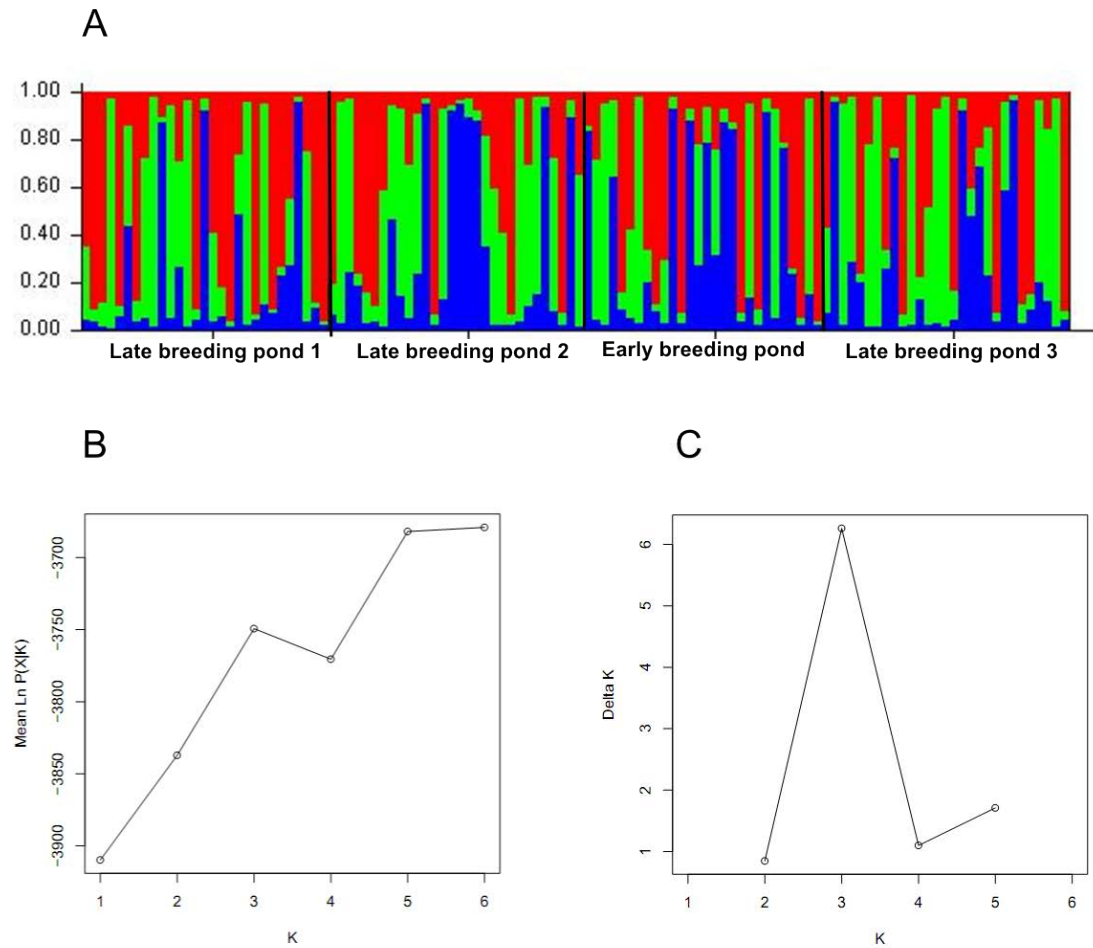 A
1.00
0.80
0.60
0.40
0.20
0.00
Late breeding pond 1 Late breeding pond 2 Early breeding pond Late breeding pond 3
B
Mean Ln P(X|K)
-3700
-3750
-3800
-3850
-3900
1 2 3 4 5 6
K
C
Delta K
6
5
4
3
2
1
1 2 3 4 5 6
K